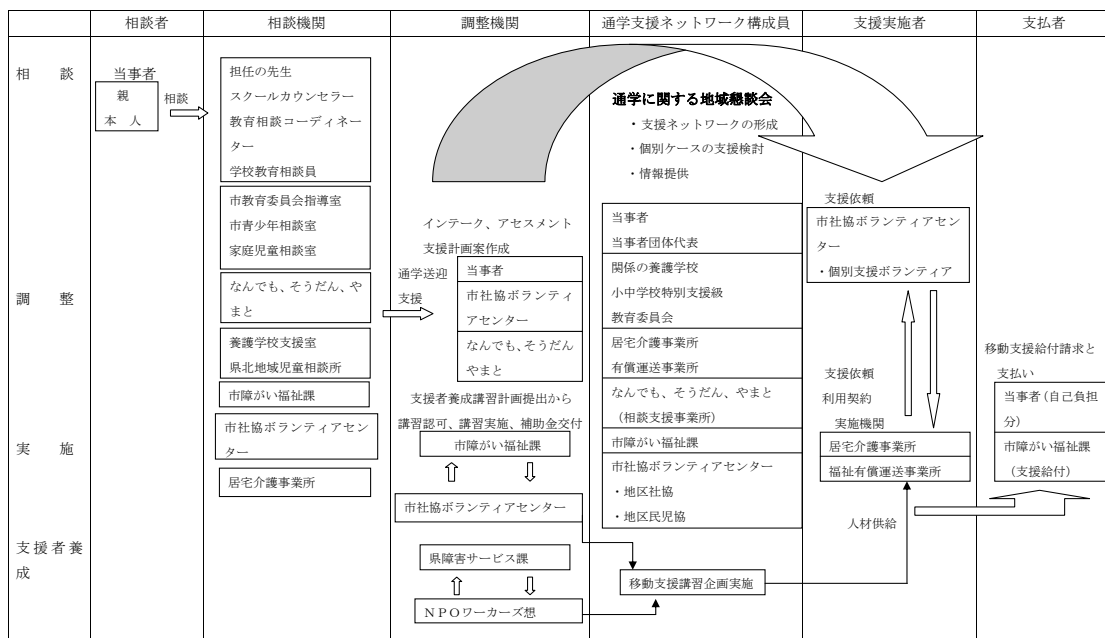 相談者
相談機関
調整機関
通学支援ネットワーク構成員
支援実施者
支払者
相　談
調　整
実　施
支援者養
成
当事者
親
本 人
相談
担任の先生
スクールカウンセラー
教育相談コーディネー
ター
学校教育相談員
市教育委員会指導室
市青少年相談室
家庭児童相談室
なんでも、そうだん、や
まと
養護学校支援室
県北地域児童相談所
市障がい福祉課
市社協ボランティアセン
ター
居宅介護事業所
インテーク、アセスメント
支援計画案作成
通学送迎
支援
当事者
市社協ボランティ
アセンター
なんでも、そうだん
やまと
支援者養成講習計画提出から
講習認可、講習実施、補助金交付
市障がい福祉課
市社協ボランティアセンター
県障害サービス課
ＮＰＯワーカーズ想
通学に関する地域懇談会
・支援ネットワークの形成
・個別ケースの支援検討
・情報提供
当事者
当事者団体代表
関係の養護学校
小中学校特別支援級
教育委員会
居宅介護事業所
有償運送事業所
なんでも、そうだん、やまと
（相談支援事業所）
市障がい福祉課
市社協ボランティアセンター
・地区社協
・地区民児協
移動支援講習企画実施
支援依頼
市社協ボランティアセン
ター
・個別支援ボランティア
支援依頼
利用契約
実施機関
居宅介護事業所
福祉有償運送事業所
人材供給
移動支援給付請求と
支払い
当事者（自己負担
分）
市障がい福祉課
（支援給付）